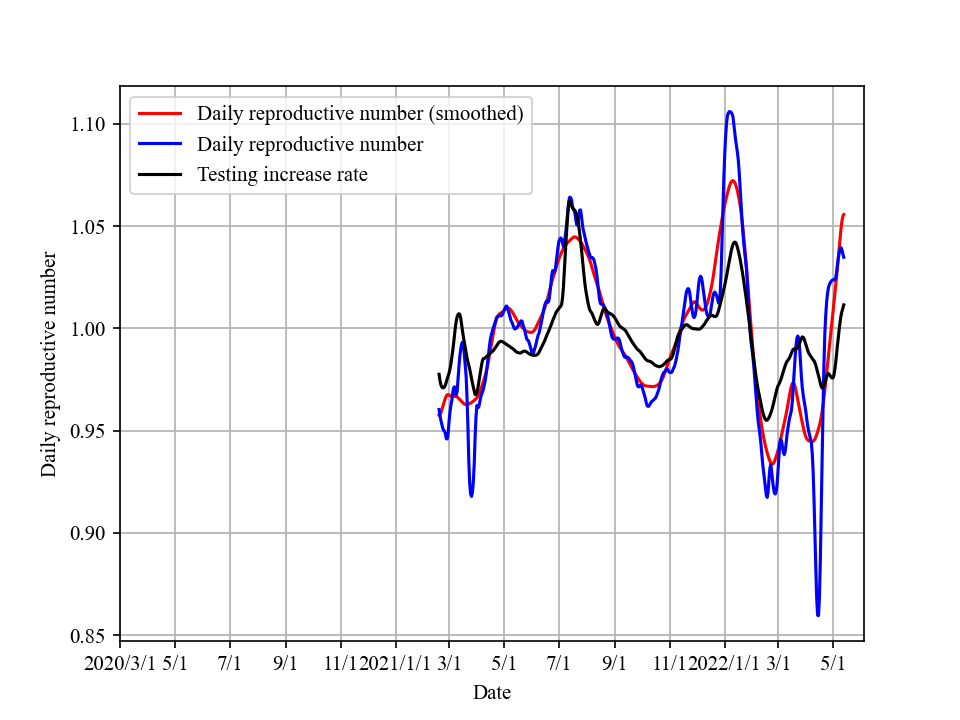 Daily reproductive number (smoothed)
Daily reproductive number
Testing increase rate
1.10
1.05
1.00
0.95
0.90
0.85
Daily reproductive number
2020/3/1 5/1 7/1 9/1 11/1 2021/1/1 3/1 5/1 7/1 9/1 11/1 2022/1/1 3/1 5/1
Date